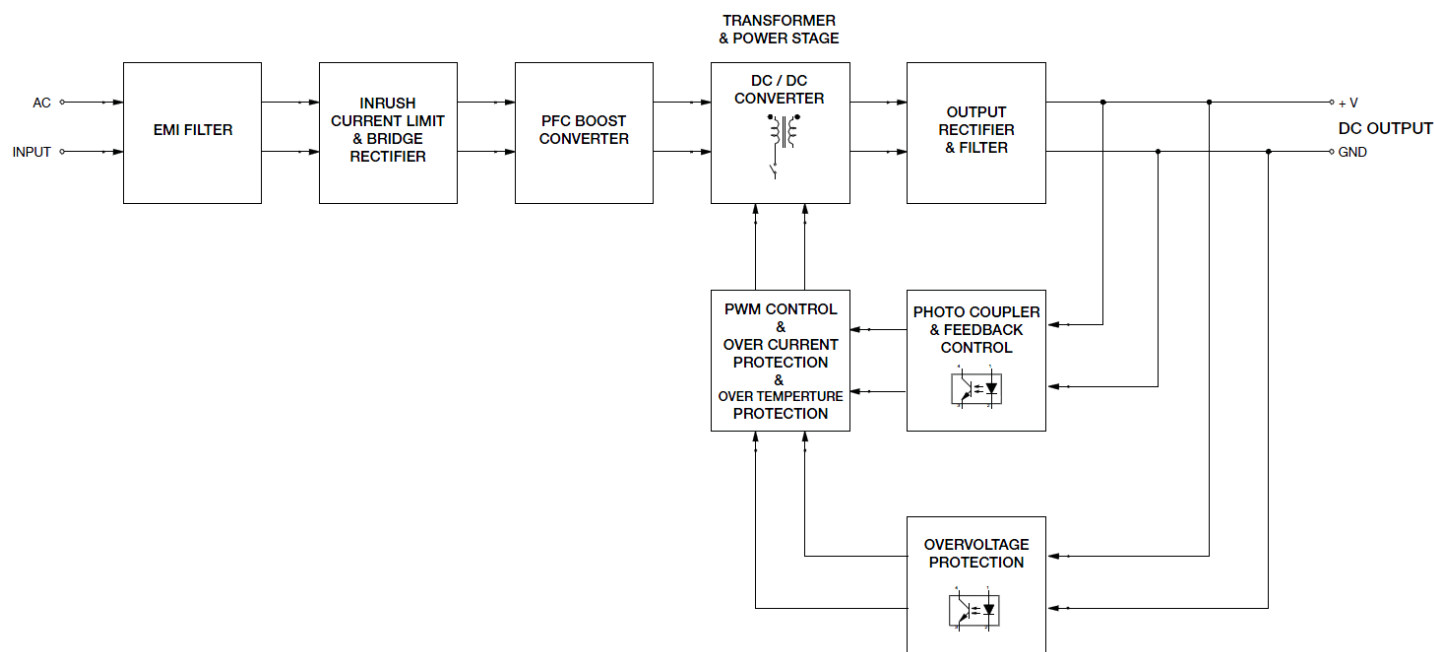 TRANSFORMER
& POWER STAGE
AC
INPUT
EMI FILTER
INRUSH
CURRENT LIMIT
& BRIDGE
RECTIFIER
PFC BOOST
CONVERTER
DC / DC
CONVERTER
OUTPUT
RECTIFIER
& FILTER
+ V
DC OUTPUT
GND
PWM CONTROL
&
OVER CURRENT
PROTECTION
&
OVER TEMPERTURE
PROTECTION
PHOTO COUPLER
& FEEDBACK
CONTROL
OVERVOLTAGE
PROTECTION